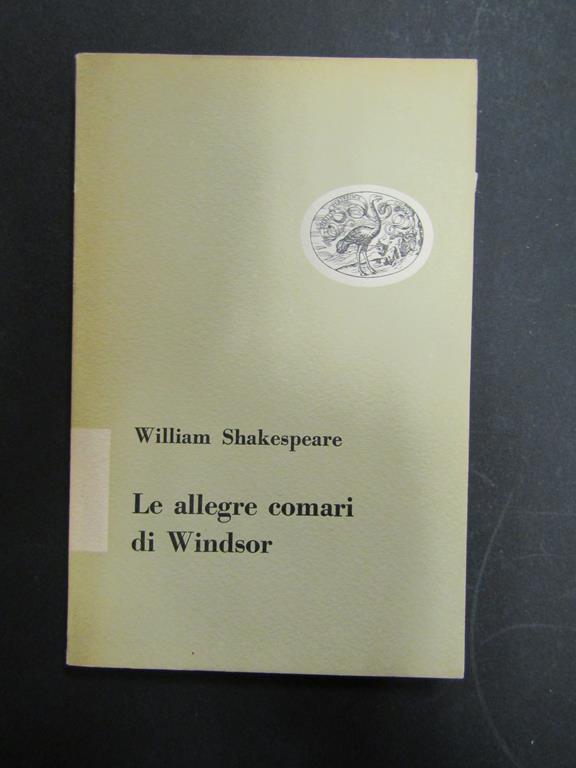 William Shakespeare
Le allegre comari
di Windsor